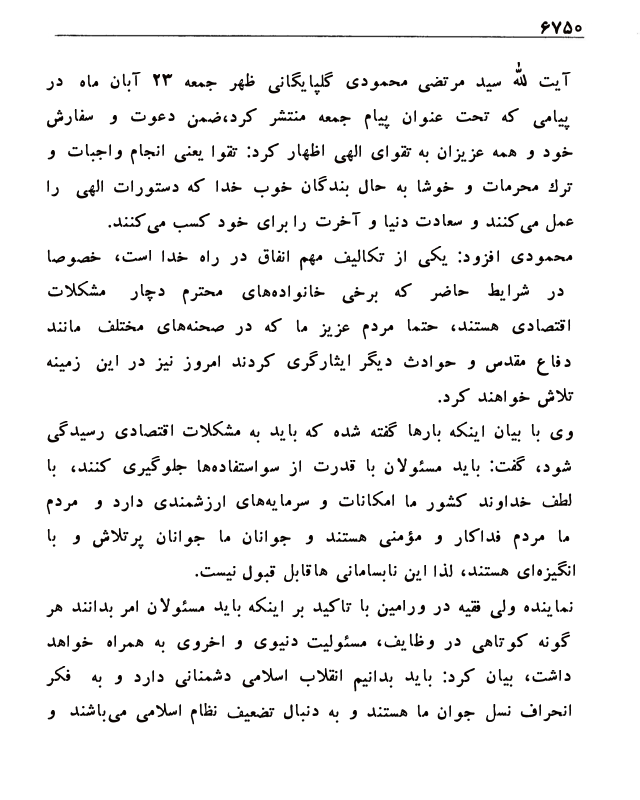 ۶۷۵۰
آیت الله سید مرتضی محمودی گلپایگانی ظهر جمعه ۲۳ آبان ماه در
پیامی که تحت عنوان پیام جمعه منتشر کرد،ضمن دعوت و سفارش
خود و همه عزیزان به تقوای الهی اظهار کرد: تقوا یعنی انجام واجبات و
ترك محرمات و خوشا به حال بندگان خوب خدا که دستورات الهی را
عمل می‌کنند و سعادت دنیا و آخرت را برای خود کسب می‌کنند.
محمودی افزود: یکی از تکالیف مهم انفاق در راه خدا است، خصوصا
در شرایط حاضر که برخی خانواده‌های محترم دچار مشکلات
اقتصادی هستند، حتما مردم عزیز ما که در صحنه‌های مختلف مانند
دفاع مقدس و حوادث دیگر ایثارگری کردند امروز نیز در این زمینه
تلاش خواهند کرد.
وی با بیان اینکه بارها گفته شده که باید به مشکلات اقتصادی رسیدگی
شود، گفت: باید مسئولان با قدرت از سواستفاده‌ها جلوگیری کنند، با
لطف خداوند کشور ما امکانات و سرمایه‌های ارزشمندی دارد و مردم
ما مردم فداکار و مؤمنی هستند و جوانان ما جوانان پرتلاش و با
انگیزه‌ای هستند، لذا این نابسامانی ها قابل قبول نیست.
نماینده ولی فقیه در ورامین با تاکید بر اینکه باید مسئولان امر بدانند هر
گونه کوتاهی در وظایف، مسئولیت دنیوی و اخروی به همراه خواهد
داشت، بیان کرد: باید بدانیم انقلاب اسلامی دشمنانی دارد و به فکر
انحراف نسل جوان ما هستند و به دنبال تضعیف نظام اسلامی می‌باشند و